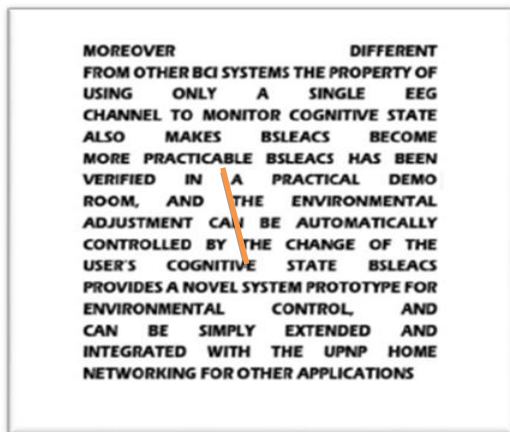 MOREOVER DIFFERENT
FROM OTHER BCI SYSTEMS THE PROPERTY OF
USING ONLY A SINGLE EEG
CHANNEL TO MONITOR COGNITIVE STATE
ALSO MAKES BSLEACS BECOME
MORE PRACTICABLE BSLEACS HAS BEEN
VERIFIED IN A PRACTICAL DEMO
ROOM, AND THE ENVIRONMENTAL
ADJUSTMENT CAN BE AUTOMATICALLY
CONTROLLED BY THE CHANGE OF THE
USER'S COGNITIVE STATE BSLEACS
PROVIDES A NOVEL SYSTEM PROTOTYPE FOR
ENVIRONMENTAL CONTROL, AND
CAN BE SIMPLY EXTENDED AND
INTEGRATED WITH THE UPNP HOME
NETWORKING FOR OTHER APPLICATIONS